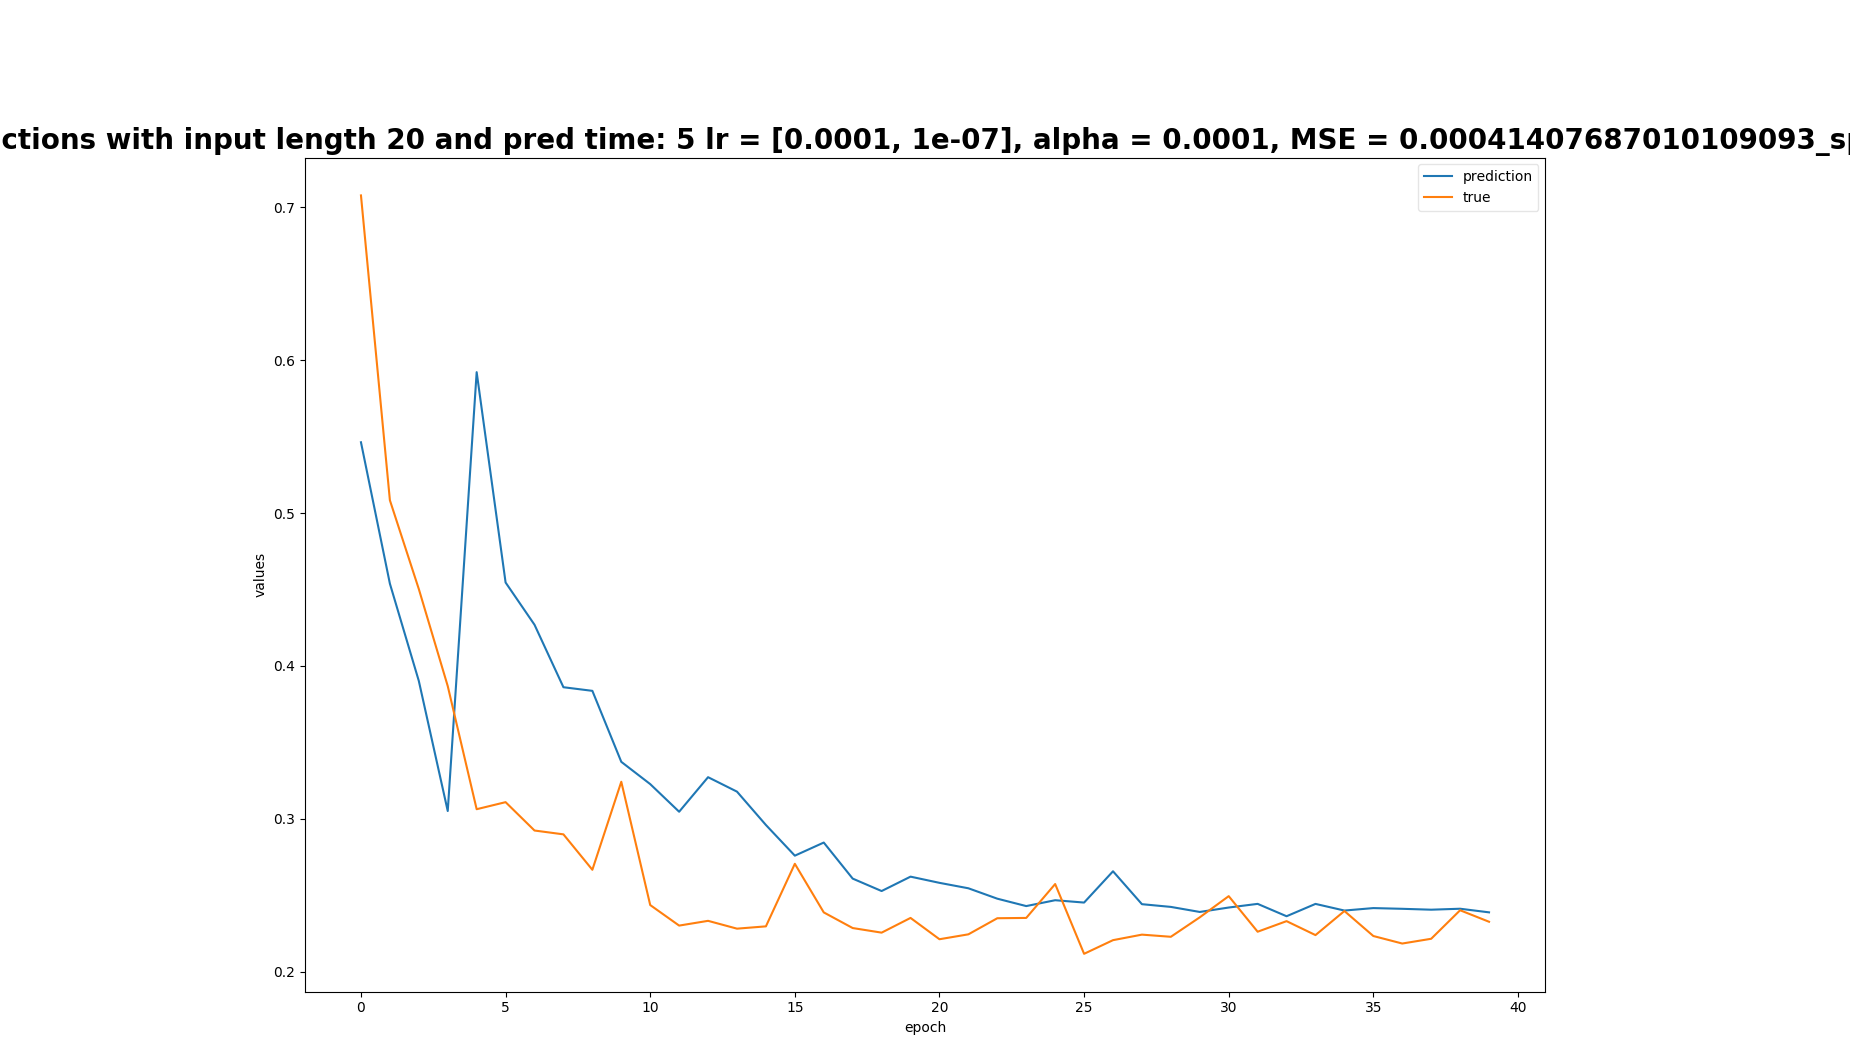 ctions with input length 20 and pred time: 5 lr = [0.0001, 1e-07], alpha = 0.0001, MSE = 0.00041407687010109093_sp
prediction
true
0.7
0.6
0.5
0.4
0.3
0.2
values
0 5 10 15 20 25 30 35 40
epoch